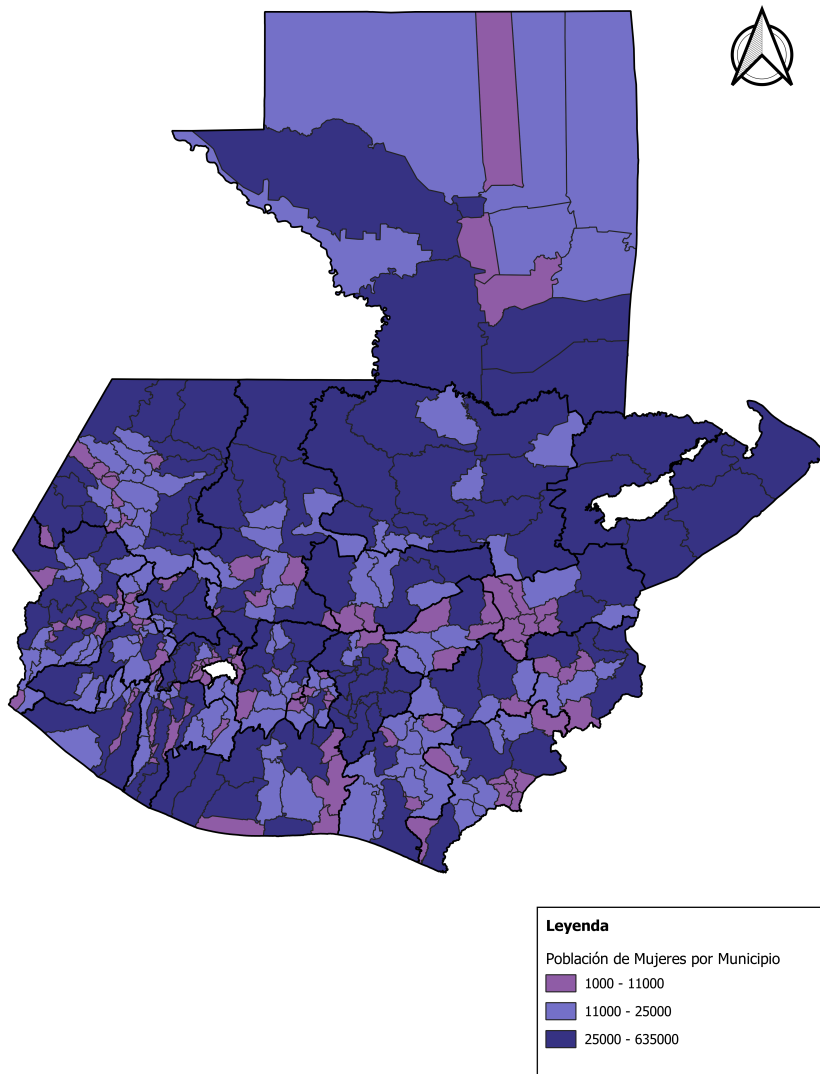 Leyenda
Población de Mujeres por Municipio
1000 - 11000
11000 - 25000
25000 - 635000